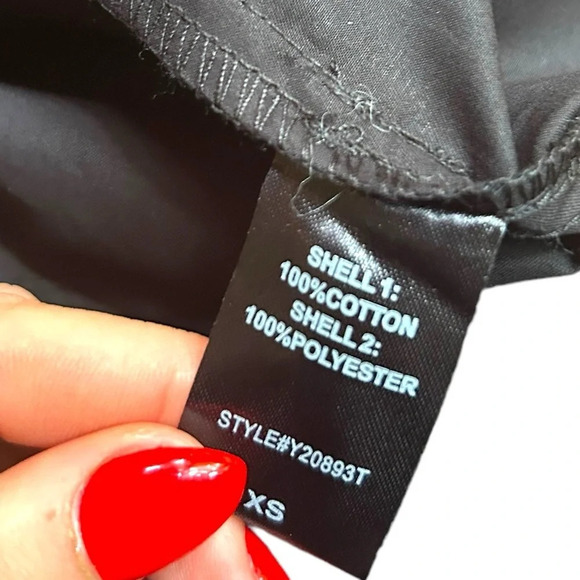 SHELL 1:
100%COTTON
SHELL 2:
100%POLYESTER
STYLE#Y20893T
XS